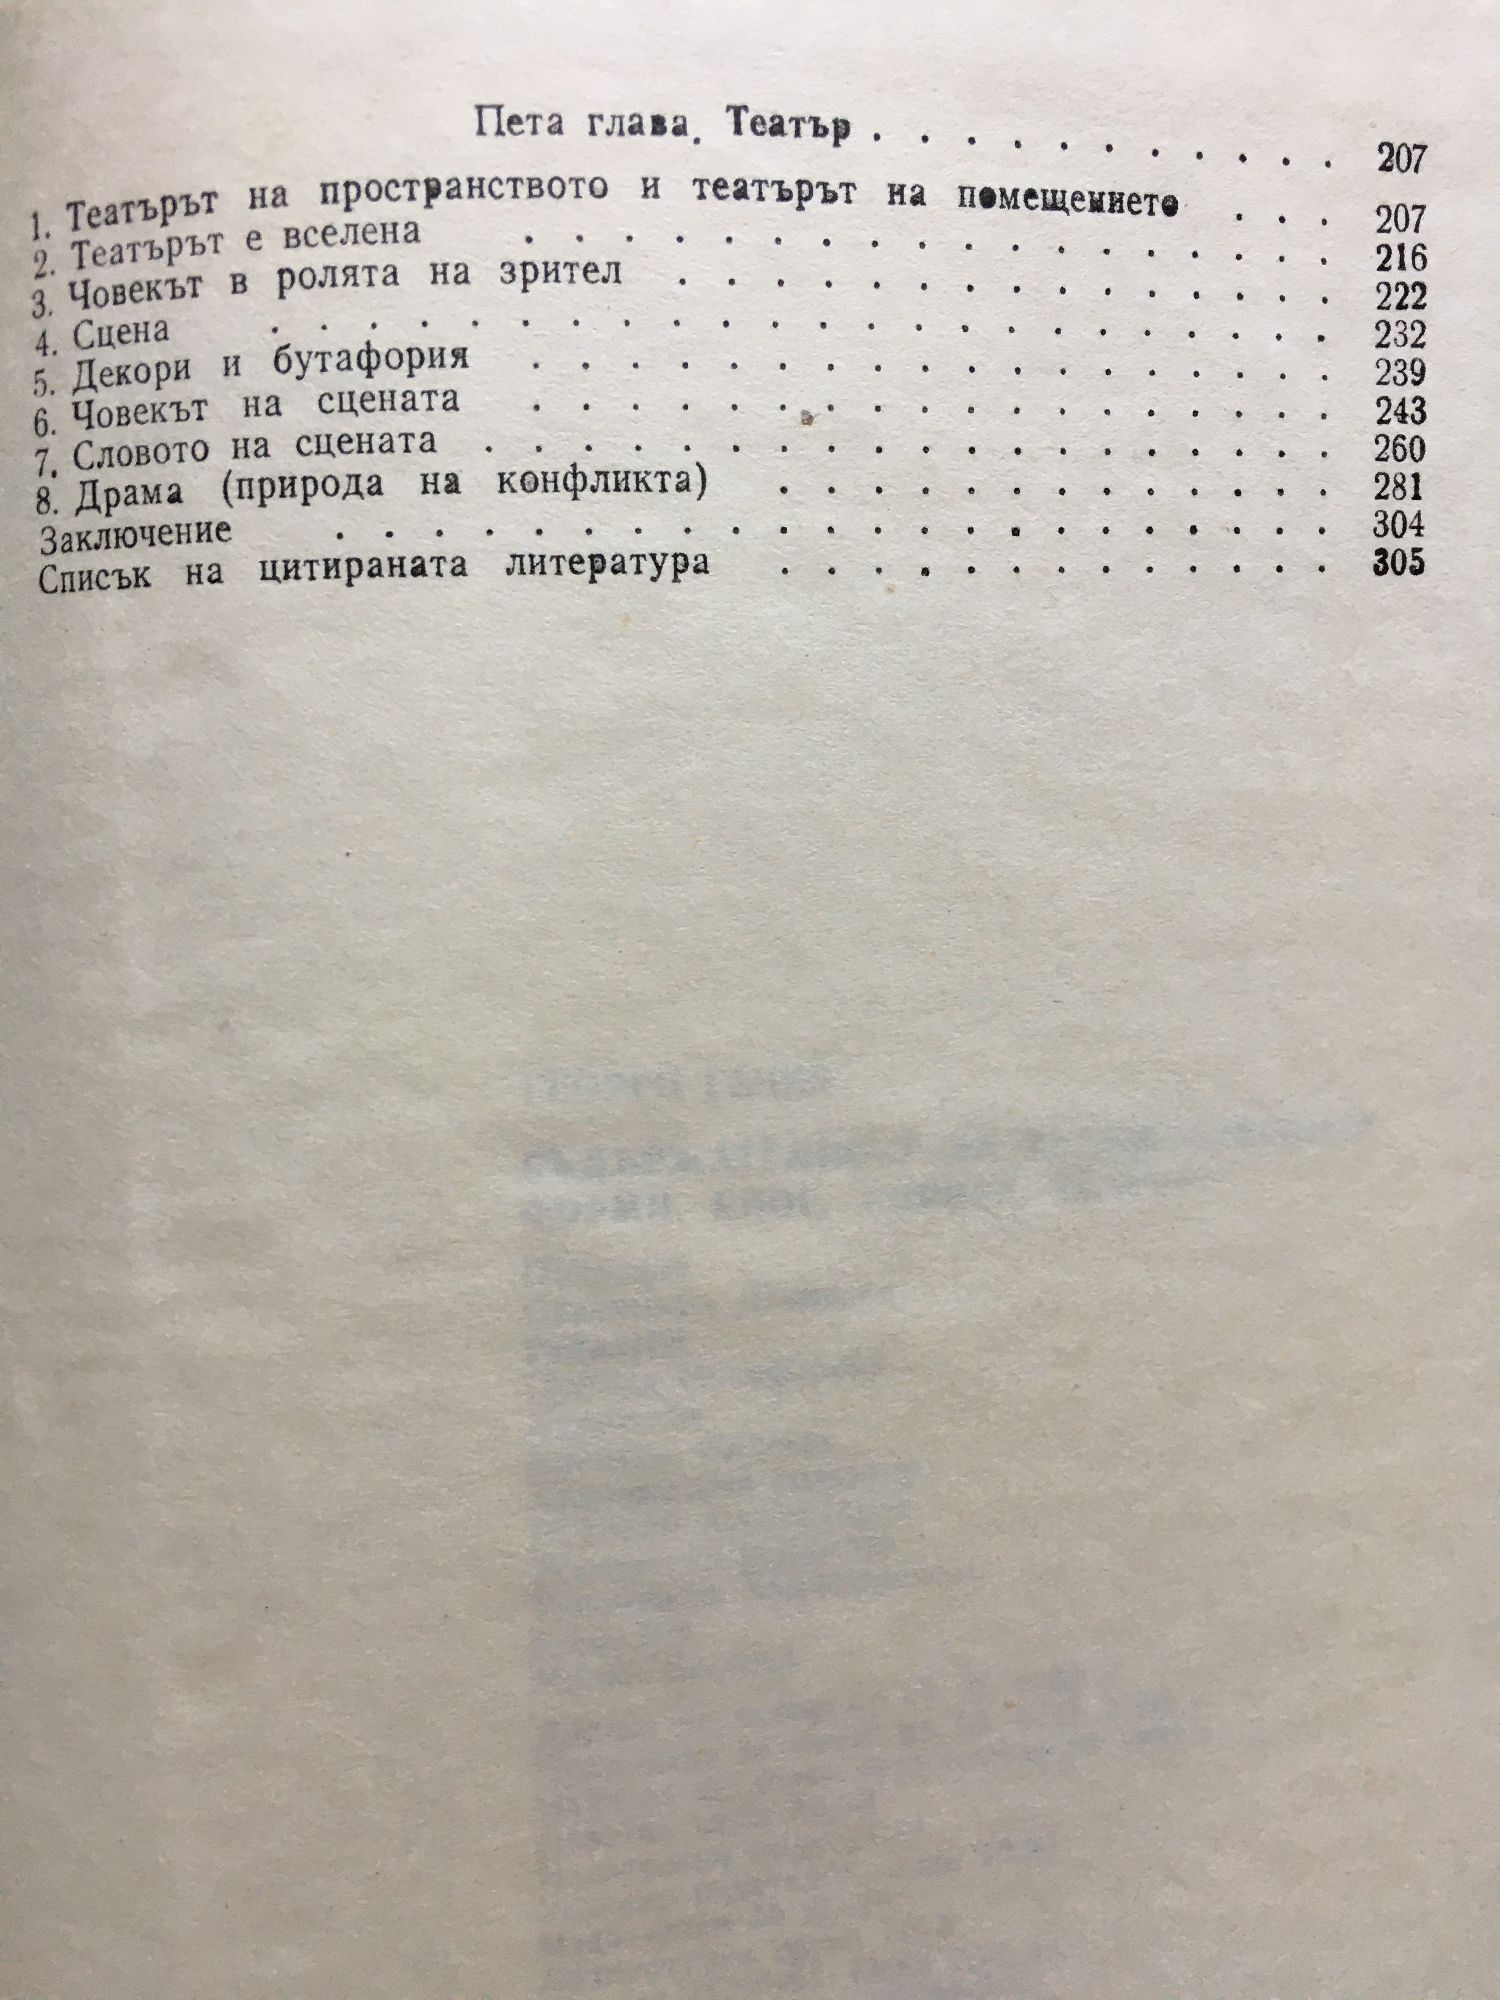 Пета глава. Театър . . . . . . . . . . . 207
1. Театърът на пространството и театърът на помещението . . . 207
2. Театърът е вселена . . . . . . . . . . . . . . . . . 216
3. Човекът в ролята на зрител . . . . . . . . . . . . . . 222
4. Сцена . . . . . . . . . . . . . . . . . . . . . . 232
5. Декори и бутафория . . . . . . . . . . . . . . . . . 239
6. Човекът на сцената . . . . . . . . . . . . . . . . . 243
7. Словото на сцената . . . . . . . . . . . . . . . . . . 260
8. Драма (природа на конфликта) . . . . . . . . . . . . 281
Заключение . . . . . . . . . . . . . . . . . . . . . 304
Списък на цитираната литература . . . . . . . . . . . . 305